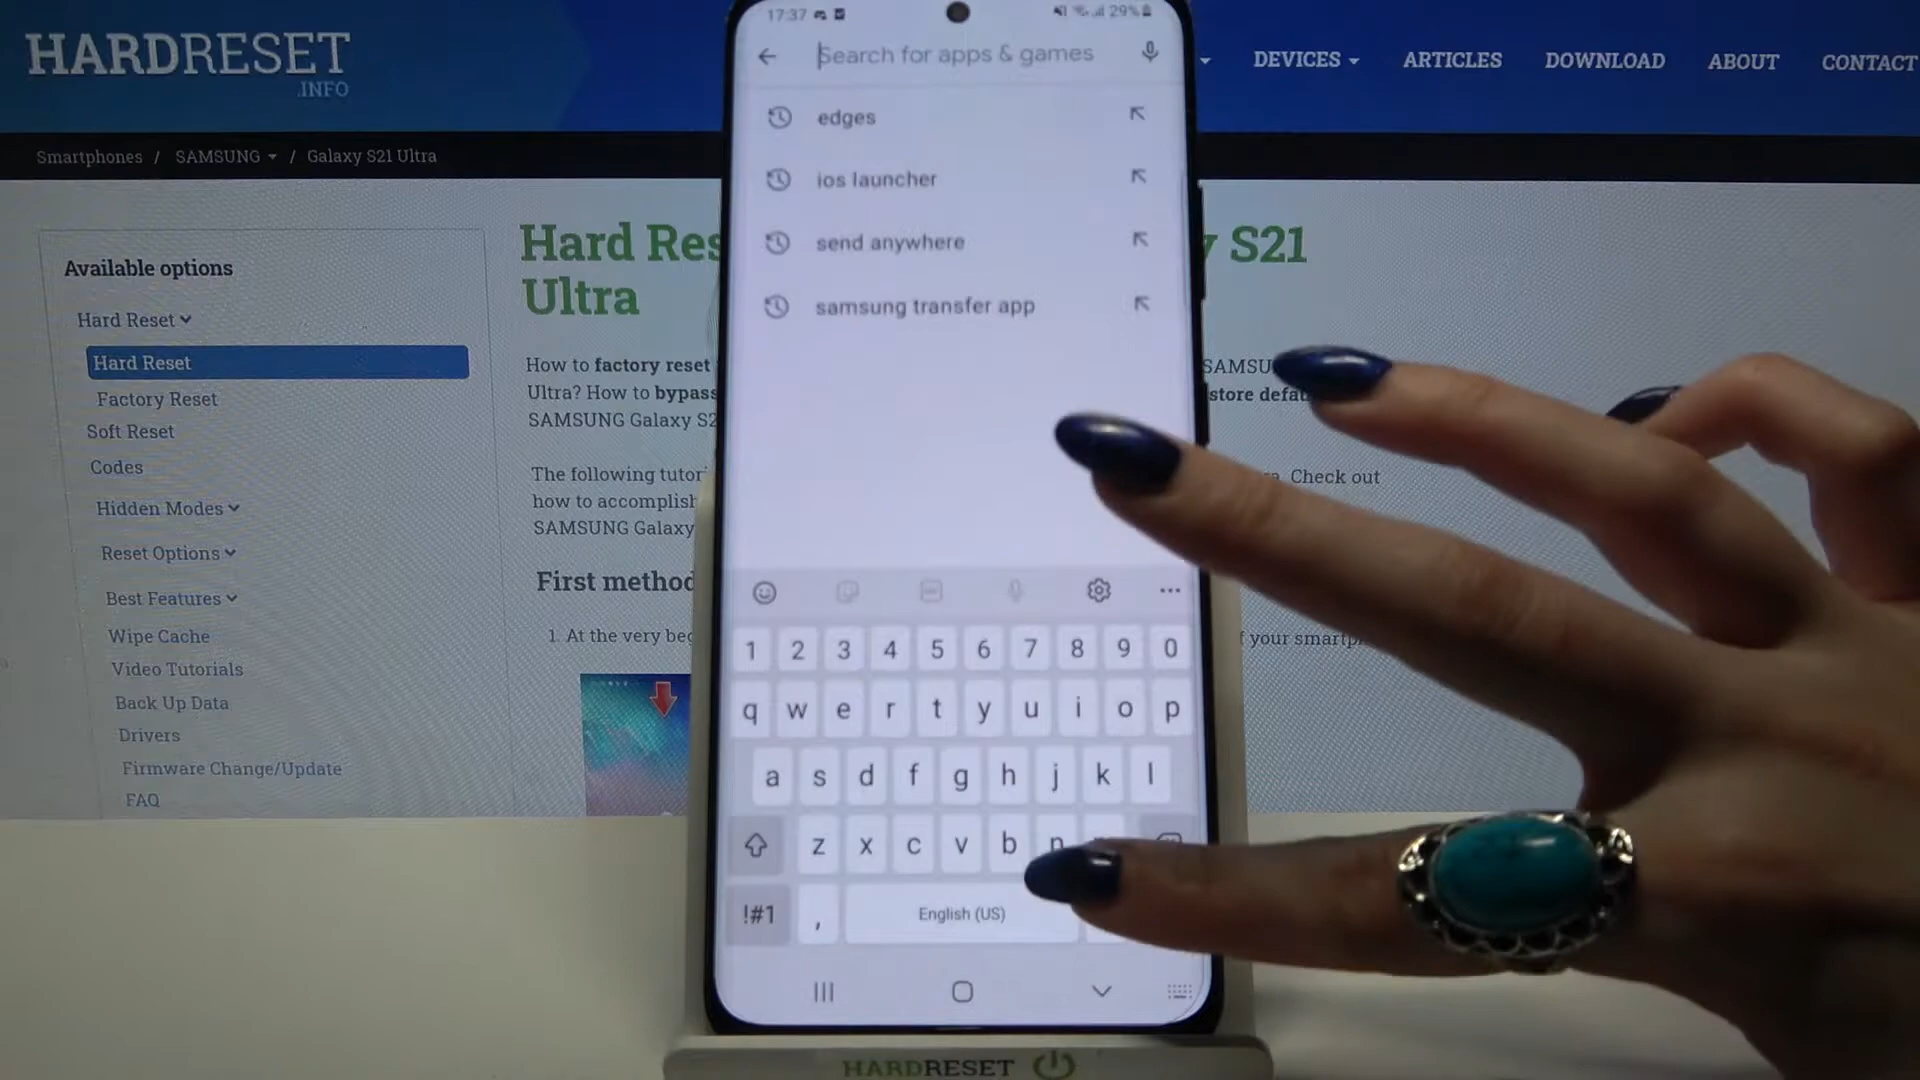 HARDRESET
.INFO
DEVICES
ARTICLES
DOWNLOAD
ABOUT
CONTACT
Smartphones / SAMSUNG / Galaxy S21 Ultra
Available options
Hard Reset
Hard Reset
Factory Reset
Soft Reset
Codes
Hidden Modes
Reset Options
Best Features
Wipe Cache
Video Tutorials
Back Up Data
Drivers
Firmware Change/Update
FAQ
Hard Res
y S21
Ultra
How to factory reset
SAMSU
Ultra? How to bypass
store defau
SAMSUNG Galaxy S2
The following tutor
Check out
how to accomplis
SAMSUNG Galaxy
First method
1. At the very be
f your smartp
17:37
29%
Search for apps & games
edges
ios launcher
send anywhere
samsung transfer app
1 2 3 4 5 6 7 8 9 0
q w e r t y u i o p
a s d f g h j k l
z x c v b n
!#1 , English (US)
HARDRESET